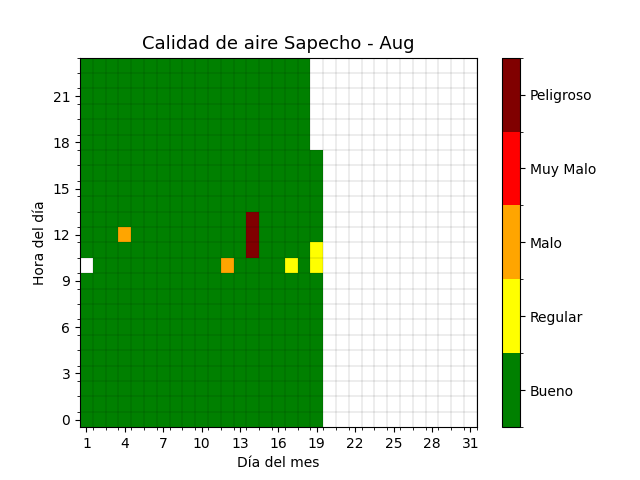 Calidad de aire Sapecho - Aug
Hora del día
21
18
15
12
9
6
3
0
1 4 7 10 13 16 19 22 25 28 31
Día del mes
Peligroso
Muy Malo
Malo
Regular
Bueno